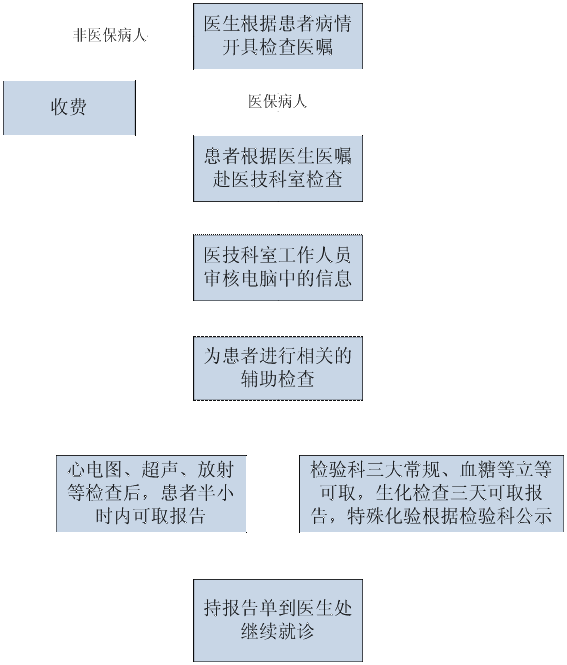 非医保病人
医生根据患者病情
开具检查医嘱
收费
医保病人
患者根据医生医嘱
赴医技科室检查
医技科室工作人员
审核电脑中的信息
为患者进行相关的
辅助检查
心电图、超声、放射
等检查后，患者半小
时内可取报告
检验科三大常规、血糖等立等
可取，生化检查三天可取报
告，特殊化验根据检验科公示
持报告单到医生处
继续就诊